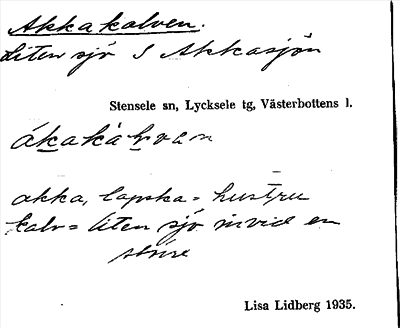 Akkakalven.
Liten sjö S Akkasjön
Stensele sn, Lycksele tg, Västerbottens l.
akka, lapska = hustru
kalv = liten sjö invid en
större
Lisa Lidberg 1935.